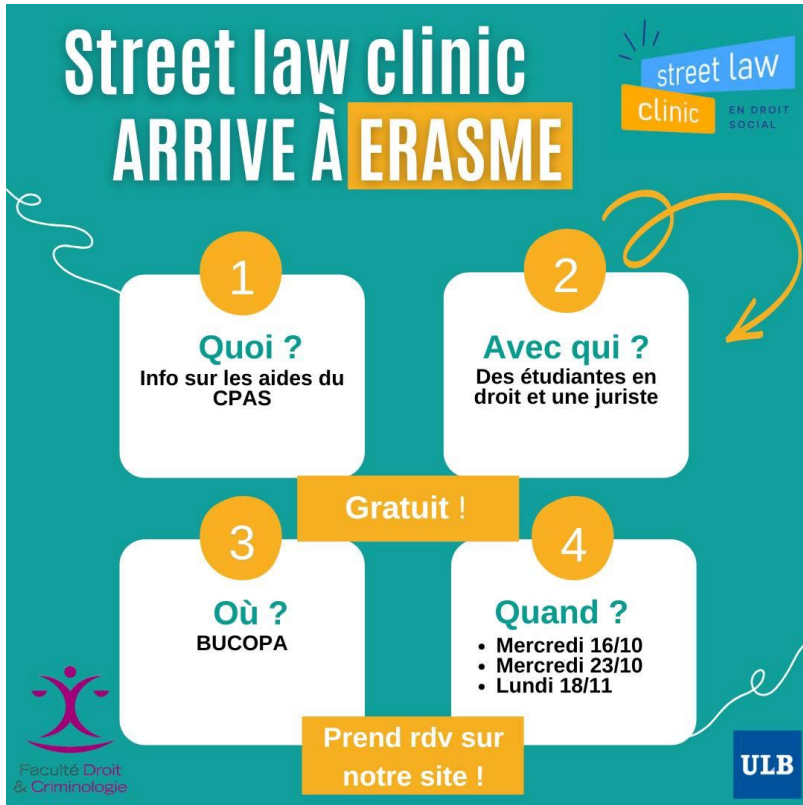 Street law clinic
ARRIVE À ERASME
street law
clinic
EN DROIT
SOCIAL
1
Quoi ?
Info sur les aides du
CPAS
2
Avec qui ?
Des étudiantes en
droit et une juriste
Gratuit !
3
Où ?
BUCOPA
4
Quand ?
• Mercredi 16/10
• Mercredi 23/10
• Lundi 18/11
Prend rdv sur
notre site !
Faculté Droit
& Criminologie
ULB